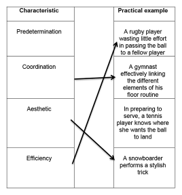 Characteristic
Practical example
Predetermination
A rugby player
wasting little effort
in passing the ball
to a fellow player
Coordination
A gymnast
effectively linking
the different
elements of his
floor routine
Aesthetic
In preparing to
serve, a tennis
player knows where
she wants the ball
to land
Efficiency
A snowboarder
performs a stylish
trick